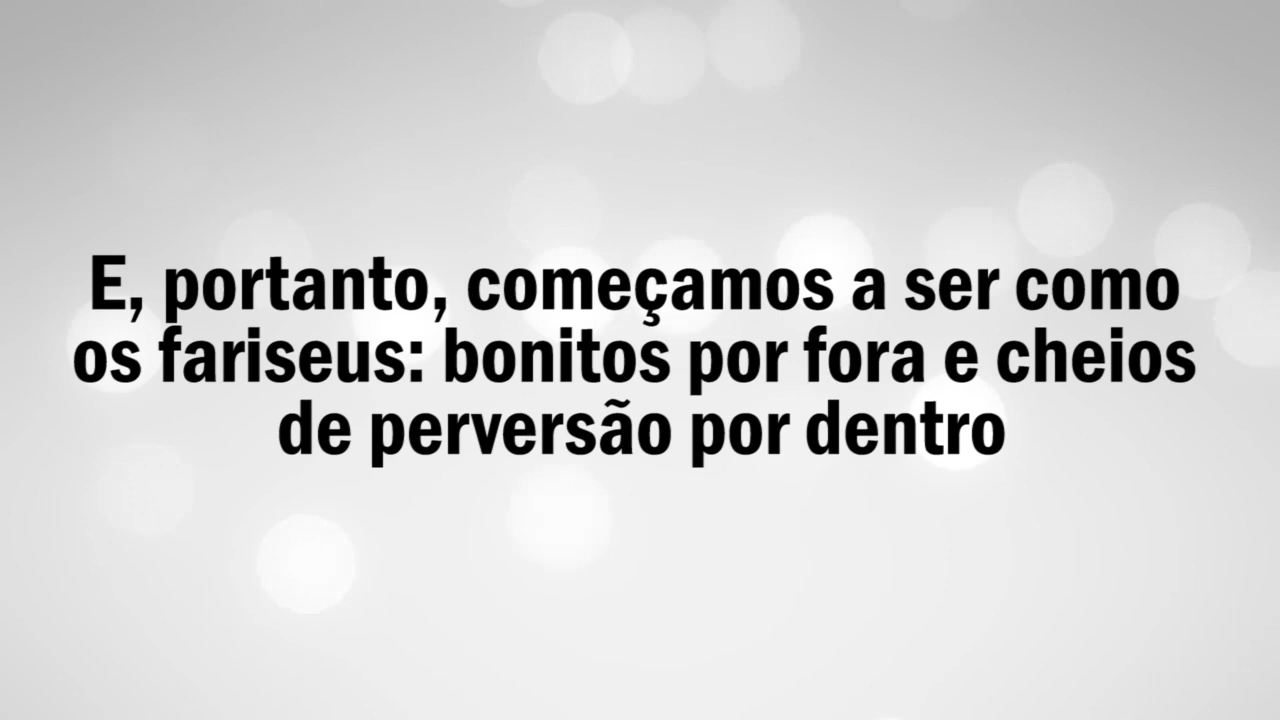 E, portanto, começamos a ser como
os fariseus: bonitos por fora e cheios
de perversão por dentro